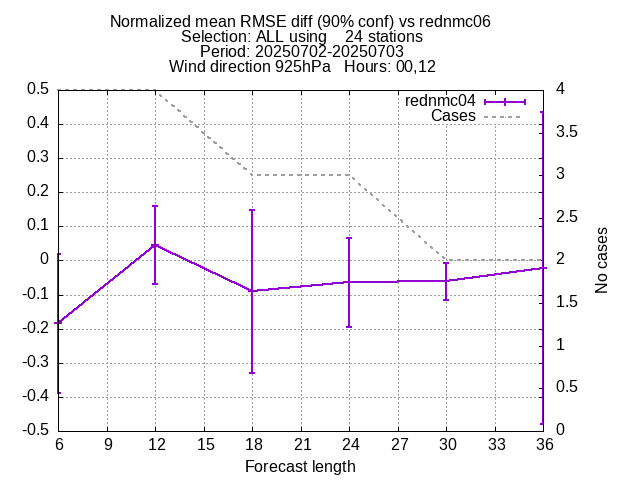 Normalized mean RMSE diff (90% conf) vs rednmc06
Selection: ALL using    24 stations
Period: 20250702-20250703
Wind direction 925hPa   Hours: 00,12
rednmc04
Cases
0.5
0.4
0.3
0.2
0.1
0
-0.1
-0.2
-0.3
-0.4
-0.5
4
3.5
3
2.5
2
1.5
1
0.5
0
No cases
6 9 12 15 18 21 24 27 30 33 36
Forecast length